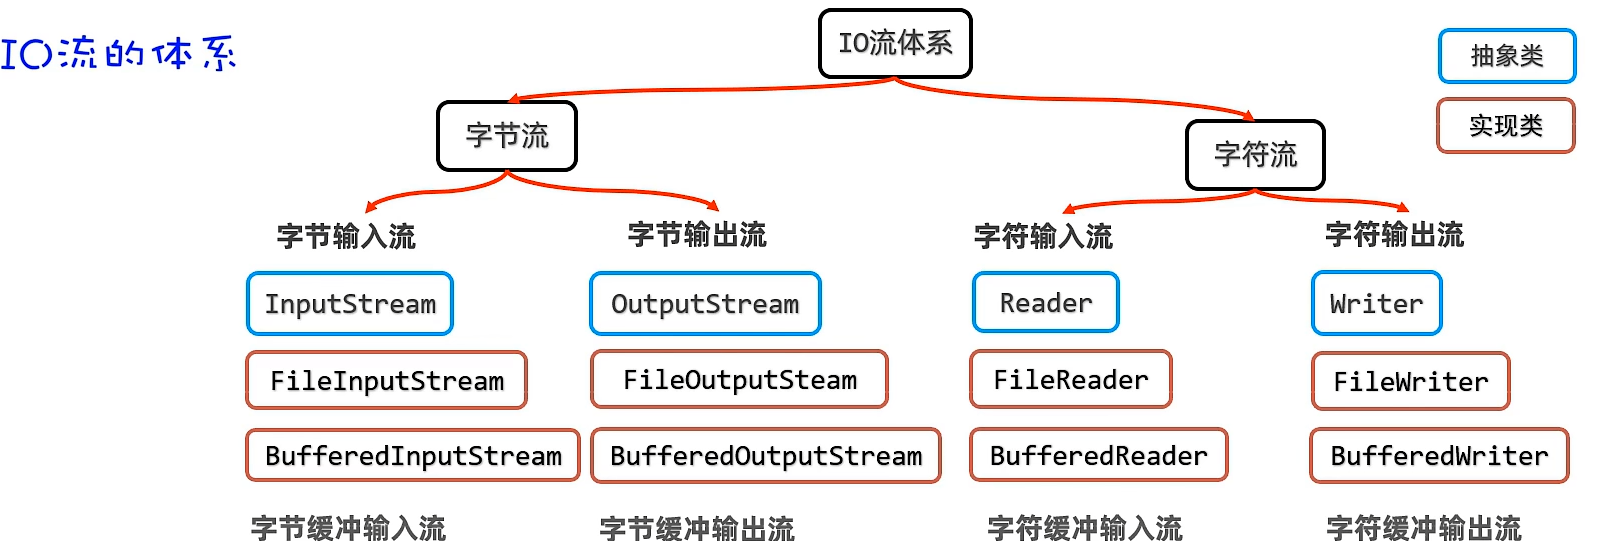 IO流的体系
IO流体系
抽象类
实现类
字节流
字符流
字节输入流
字节输出流
字符输入流
字符输出流
InputStream
OutputStream
Reader
Writer
FileInputStream
FileOutputSteam
FileReader
FileWriter
BufferedInputStream
BufferedOutputStream
BufferedReader
BufferedWriter
字节缓冲输入流
字节缓冲输出流
字符缓冲输入流
字符缓冲输出流